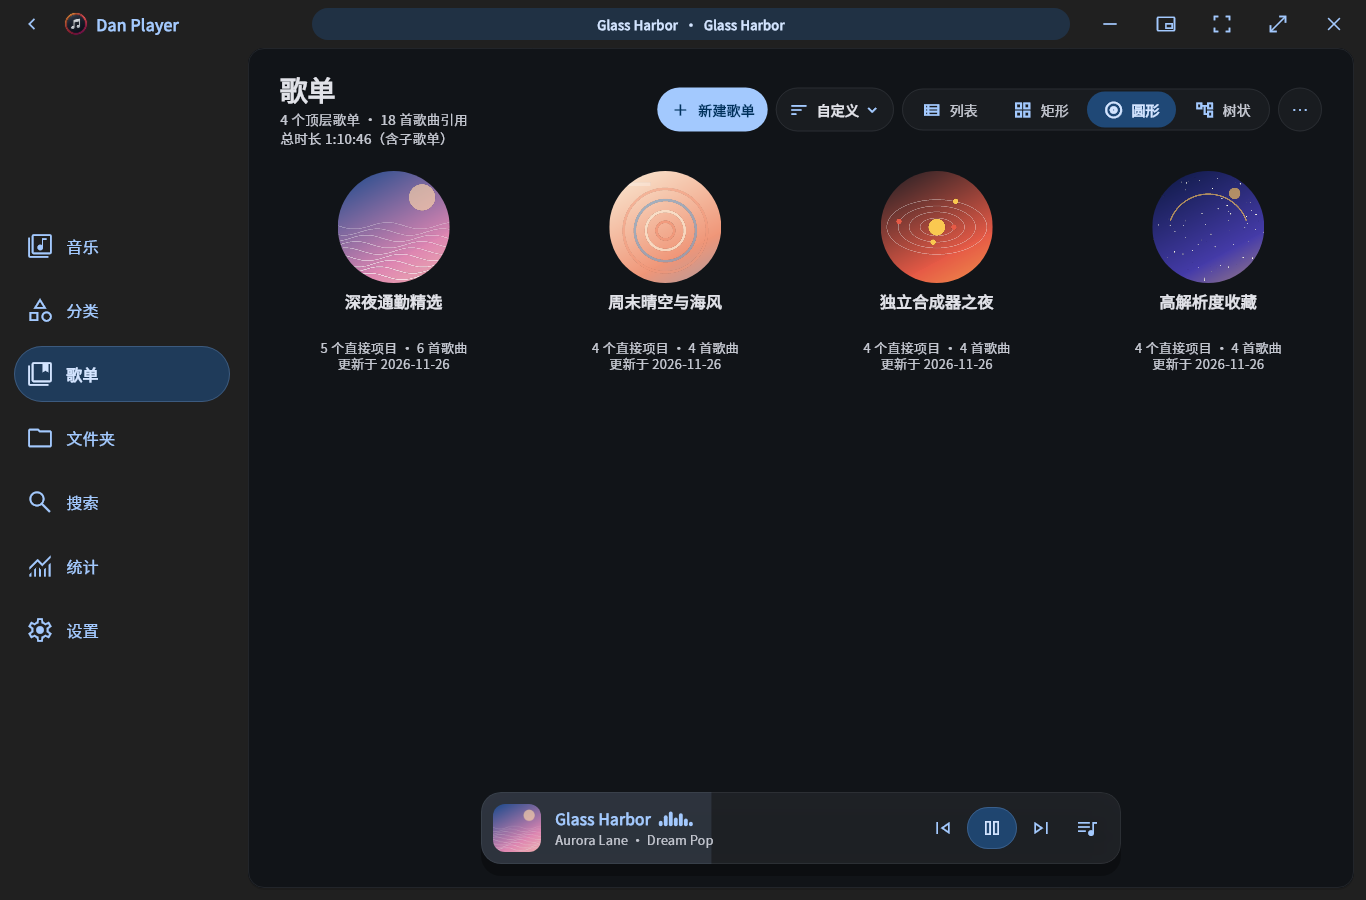 Dan Player
Glass Harbor • Glass Harbor
歌单
4 个顶层歌单 • 18 首歌曲引用
总时长 1:10:46（含子歌单）
新建歌单
自定义
列表
矩形
圆形
树状
音乐
分类
歌单
文件夹
搜索
统计
设置
深夜通勤精选
5 个直接项目 • 6 首歌曲
更新于 2026-11-26
周末晴空与海风
4 个直接项目 • 4 首歌曲
更新于 2026-11-26
独立合成器之夜
4 个直接项目 • 4 首歌曲
更新于 2026-11-26
高解析度收藏
4 个直接项目 • 4 首歌曲
更新于 2026-11-26
Glass Harbor
Aurora Lane • Dream Pop